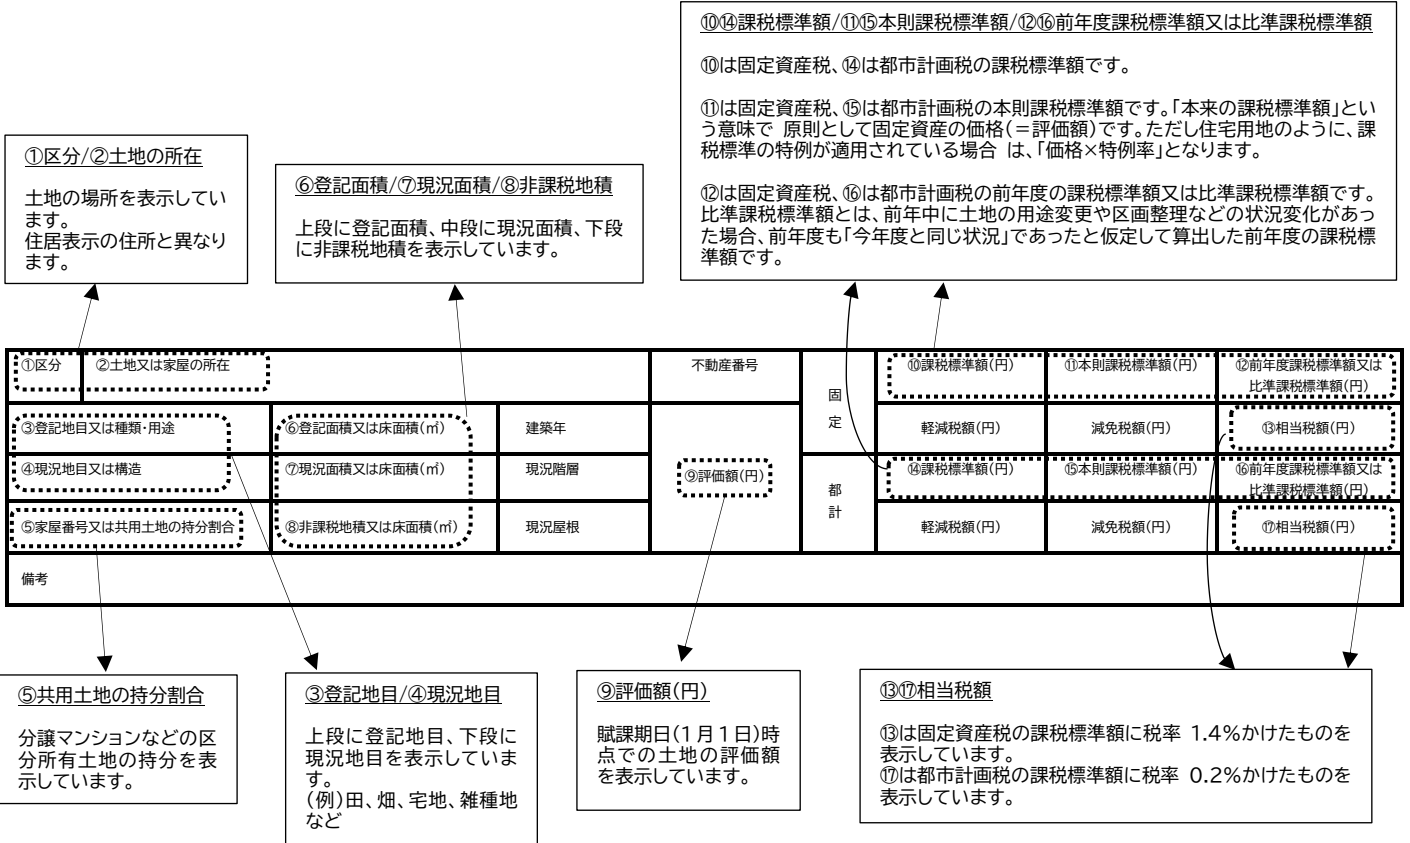 ⑩⑭課税標準額/⑪⑮本則課税標準額/⑫⑯前年度課税標準額又は比準課税標準額
⑩は固定資産税、⑭は都市計画税の課税標準額です。
⑪は固定資産税、⑮は都市計画税の本則課税標準額です。「本来の課税標準額」とい
う意味で 原則として固定資産の価格(=評価額)です。ただし住宅用地のように、課
税標準の特例が適用されている場合 は、「価格×特例率」となります。
⑫は固定資産税、⑯は都市計画税の前年度の課税標準額又は比準課税標準額です。
比準課税標準額とは、前年中に土地の用途変更や区画整理などの状況変化があっ
た場合、前年度も「今年度と同じ状況」であったと仮定して算出した前年度の課税標
準額です。
①区分/②土地の所在
土地の場所を表示してい
ます。
住居表示の住所と異なり
ます。
⑥登記面積/⑦現況面積/⑧非課税地積
上段に登記面積、中段に現況面積、下段
に非課税地積を表示しています。
①区分 ②土地又は家屋の所在 不動産番号 固定 ⑩課税標準額(円) ⑪本則課税標準額(円) ⑫前年度課税標準額又は
比準課税標準額(円)
③登記地目又は種類・用途 ⑥登記面積又は床面積(㎡) 建築年 ⑨評価額(円) 軽減税額(円) 減免税額(円) ⑬相当税額(円)
④現況地目又は構造 ⑦現況面積又は床面積(㎡) 現況階層 都計 ⑭課税標準額(円) ⑮本則課税標準額(円) ⑯前年度課税標準額又は
比準課税標準額(円)
⑤家屋番号又は共用土地の持分割合 ⑧非課税地積又は床面積(㎡) 現況屋根 軽減税額(円) 減免税額(円) ⑰相当税額(円)
備考
⑤共用土地の持分割合
分譲マンションなどの区
分所有土地の持分を表
示しています。
③登記地目/④現況地目
上段に登記地目、下段に
現況地目を表示していま
す。
(例)田、畑、宅地、雑種地
など
⑨評価額(円)
賦課期日(1月1日)時
点での土地の評価額
を表示しています。
⑬⑰相当税額
⑬は固定資産税の課税標準額に税率 1.4%かけたものを
表示しています。
⑰は都市計画税の課税標準額に税率 0.2%かけたものを
表示しています。